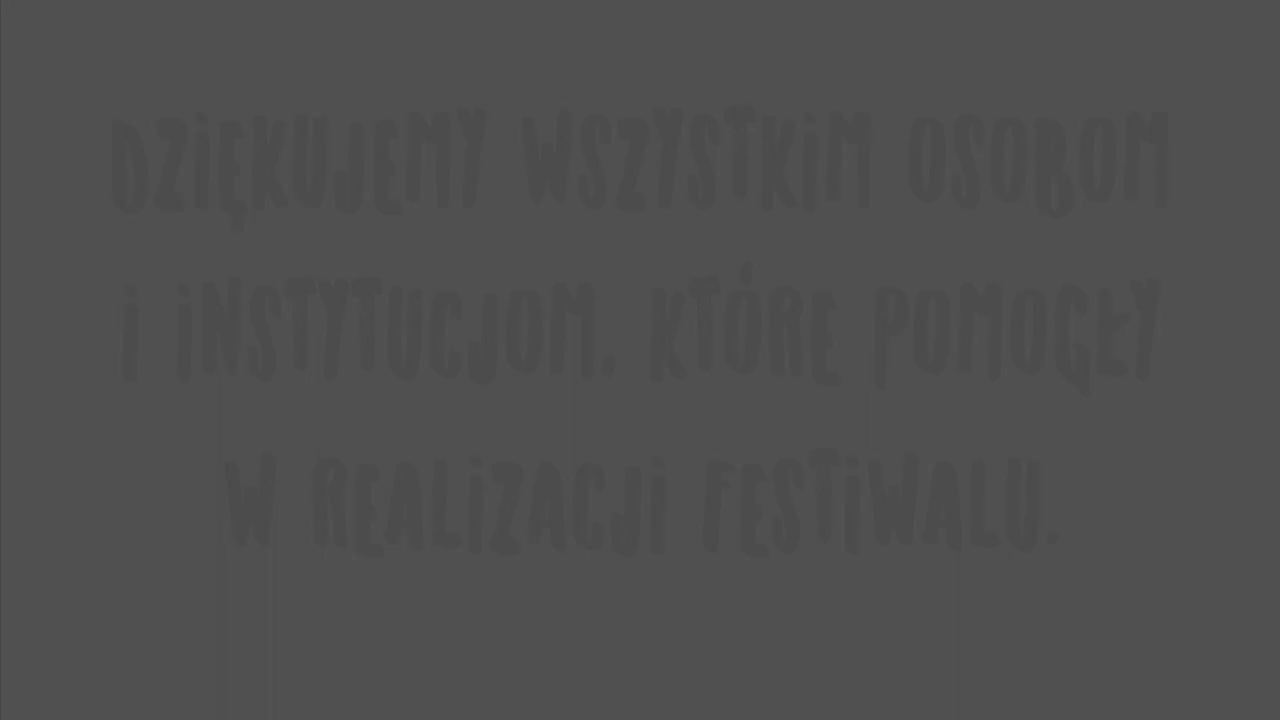 DZIĘKUJEMY WSZYSTKIM OSOBOM
I INSTYTUCJOM, KTÓRE POMOGŁY
W REALIZACJI FESTIWALU.